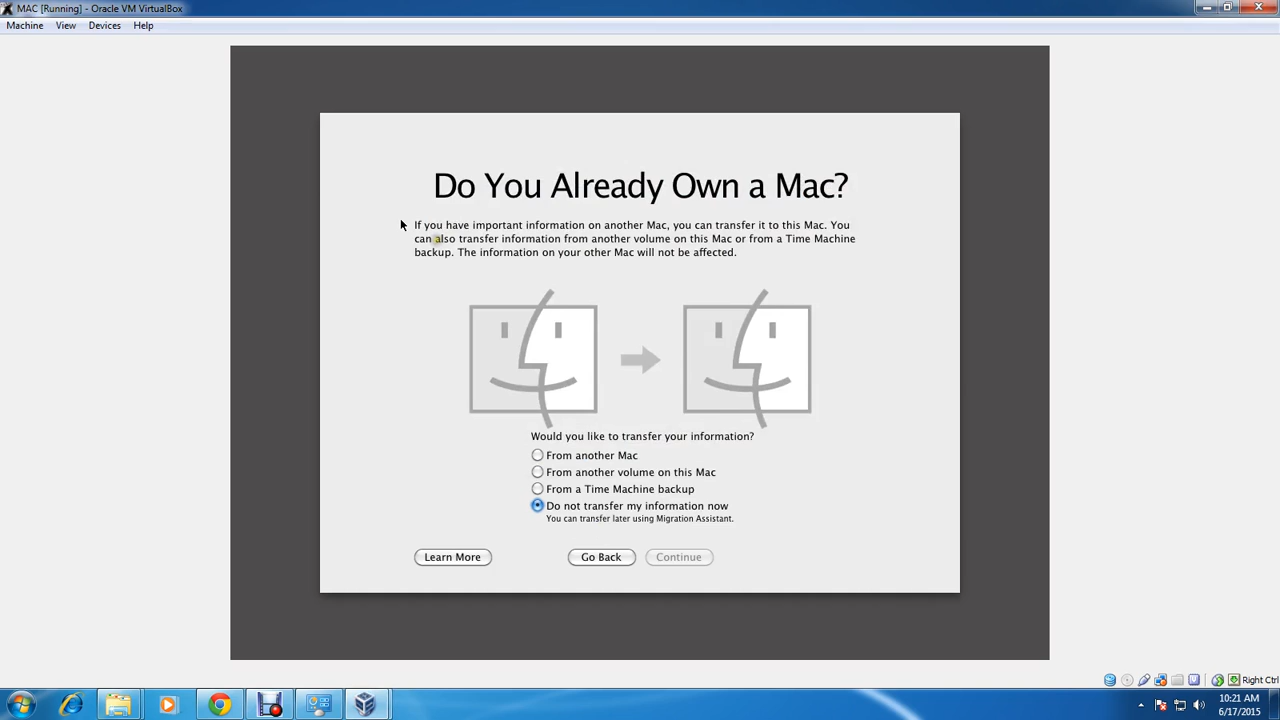 MAC [Running] - Oracle VM VirtualBox
Machine View Devices Help
Do You Already Own a Mac?
If you have important information on another Mac, you can transfer it to this Mac. You
can also transfer information from another volume on this Mac or from a Time Machine
backup. The information on your other Mac will not be affected.
Would you like to transfer your information?
From another Mac
From another volume on this Mac
From a Time Machine backup
Do not transfer my information now
You can transfer later using Migration Assistant.
Learn More Go Back Continue
Right Ctrl
10:21 AM
6/17/2015